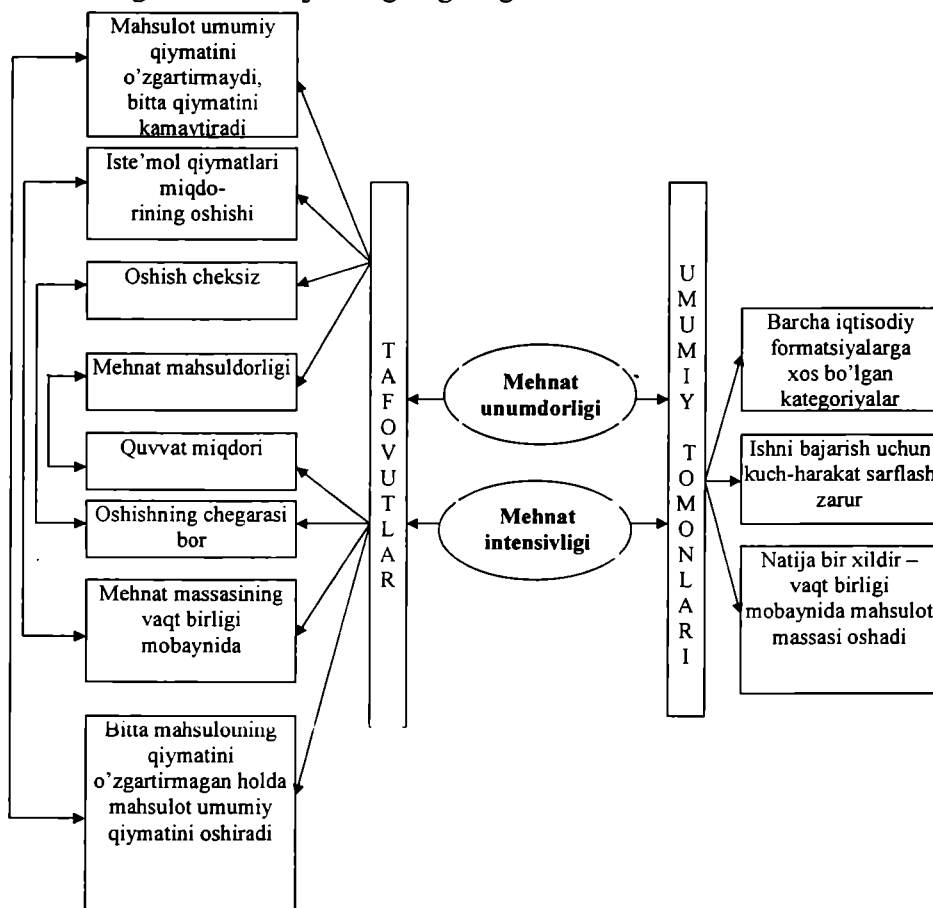 Mahsulot umumiy
qiymatini
o'zgartirmaydi,
bitta qiymatini
kamaytiradi
Iste'mol qiymatlari
miqdo-
rining oshishi
Oshish cheksiz
Mehnat mahsuldorligi
Quvvat miqdori
Oshishning chegarasi
bor
Mehnat massasining
vaqt birligi
mobaynida
Bitta mahsulotning
qiymatini
o'zgartirmagan holda
mahsulot umumiy
qiymatini oshiradi
TAFOVUTLAR
Mehnat
unumdorligi
Mehnat
intensivligi
UMUMIY TOMONLARI
Barcha iqtisodiy
formatsiyalarga
xos bo'lgan
kategoriyalar
Ishni bajarish uchun
kuch-harakat sarflash
zarur
Natija bir xildir –
vaqt birligi
mobaynida mahsulot
massasi oshadi